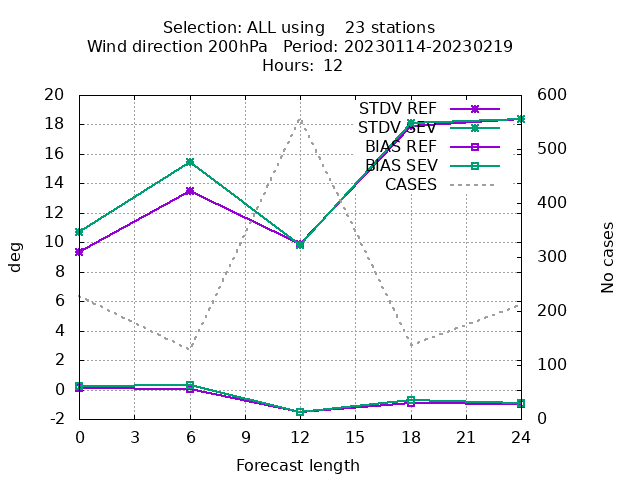 Selection: ALL using    23 stations
Wind direction 200hPa   Period: 20230114-20230219
Hours:  12
STDV REF
STDV SEV
BIAS REF
BIAS SEV
CASES
deg
20
18
16
14
12
10
8
6
4
2
0
-2
600
500
400
300
200
100
0
No cases
0 3 6 9 12 15 18 21 24
Forecast length